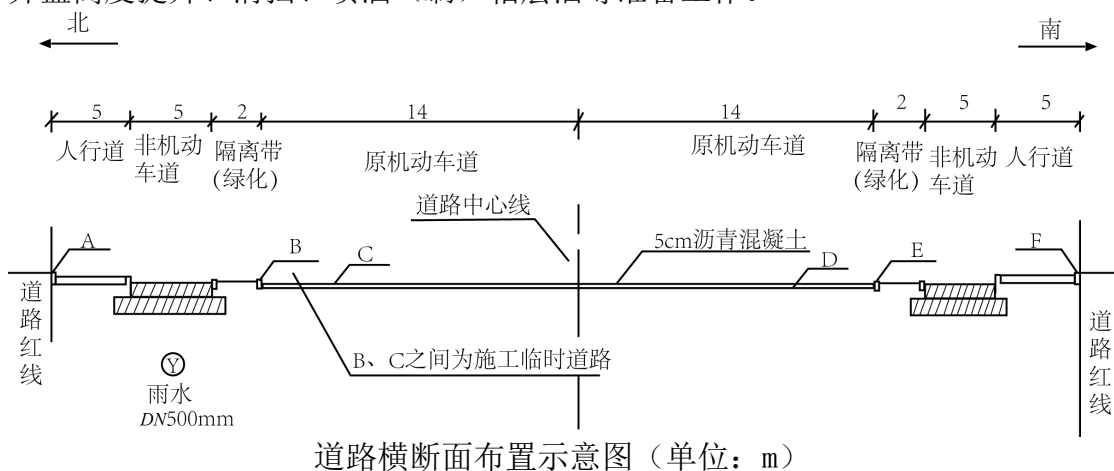 北
南
5
5
2
14
14
2
5
5
人行道
非机动
车道
隔离带
(绿化)
原机动车道
原机动车道
隔离带
(绿化)
非机动
车道
人行道
道路中心线
A
B
C
5cm沥青混凝土
D
E
F
道路红线
道路红线
B、C之间为施工临时道路
Y
雨水
DN500mm
道路横断面布置示意图（单位：m）